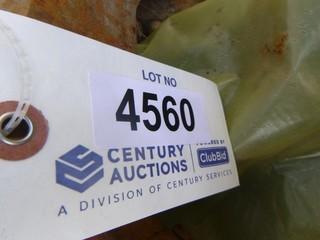 LOT NO
4560
CENTURY
AUCTIONS
ClubBid
A DIVISION OF CENTURY SERVICES